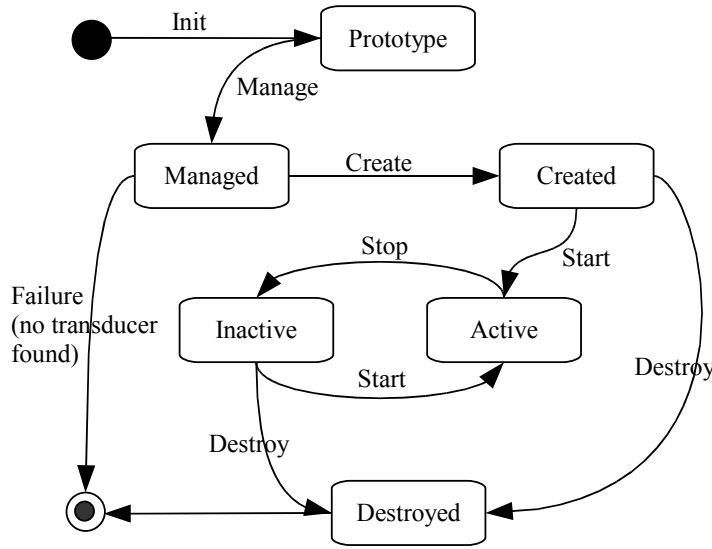 Init
Prototype
Manage
Managed
Create
Created
Stop
Start
Failure
(no transducer
found)
Inactive
Active
Start
Destroy
Destroy
Destroyed